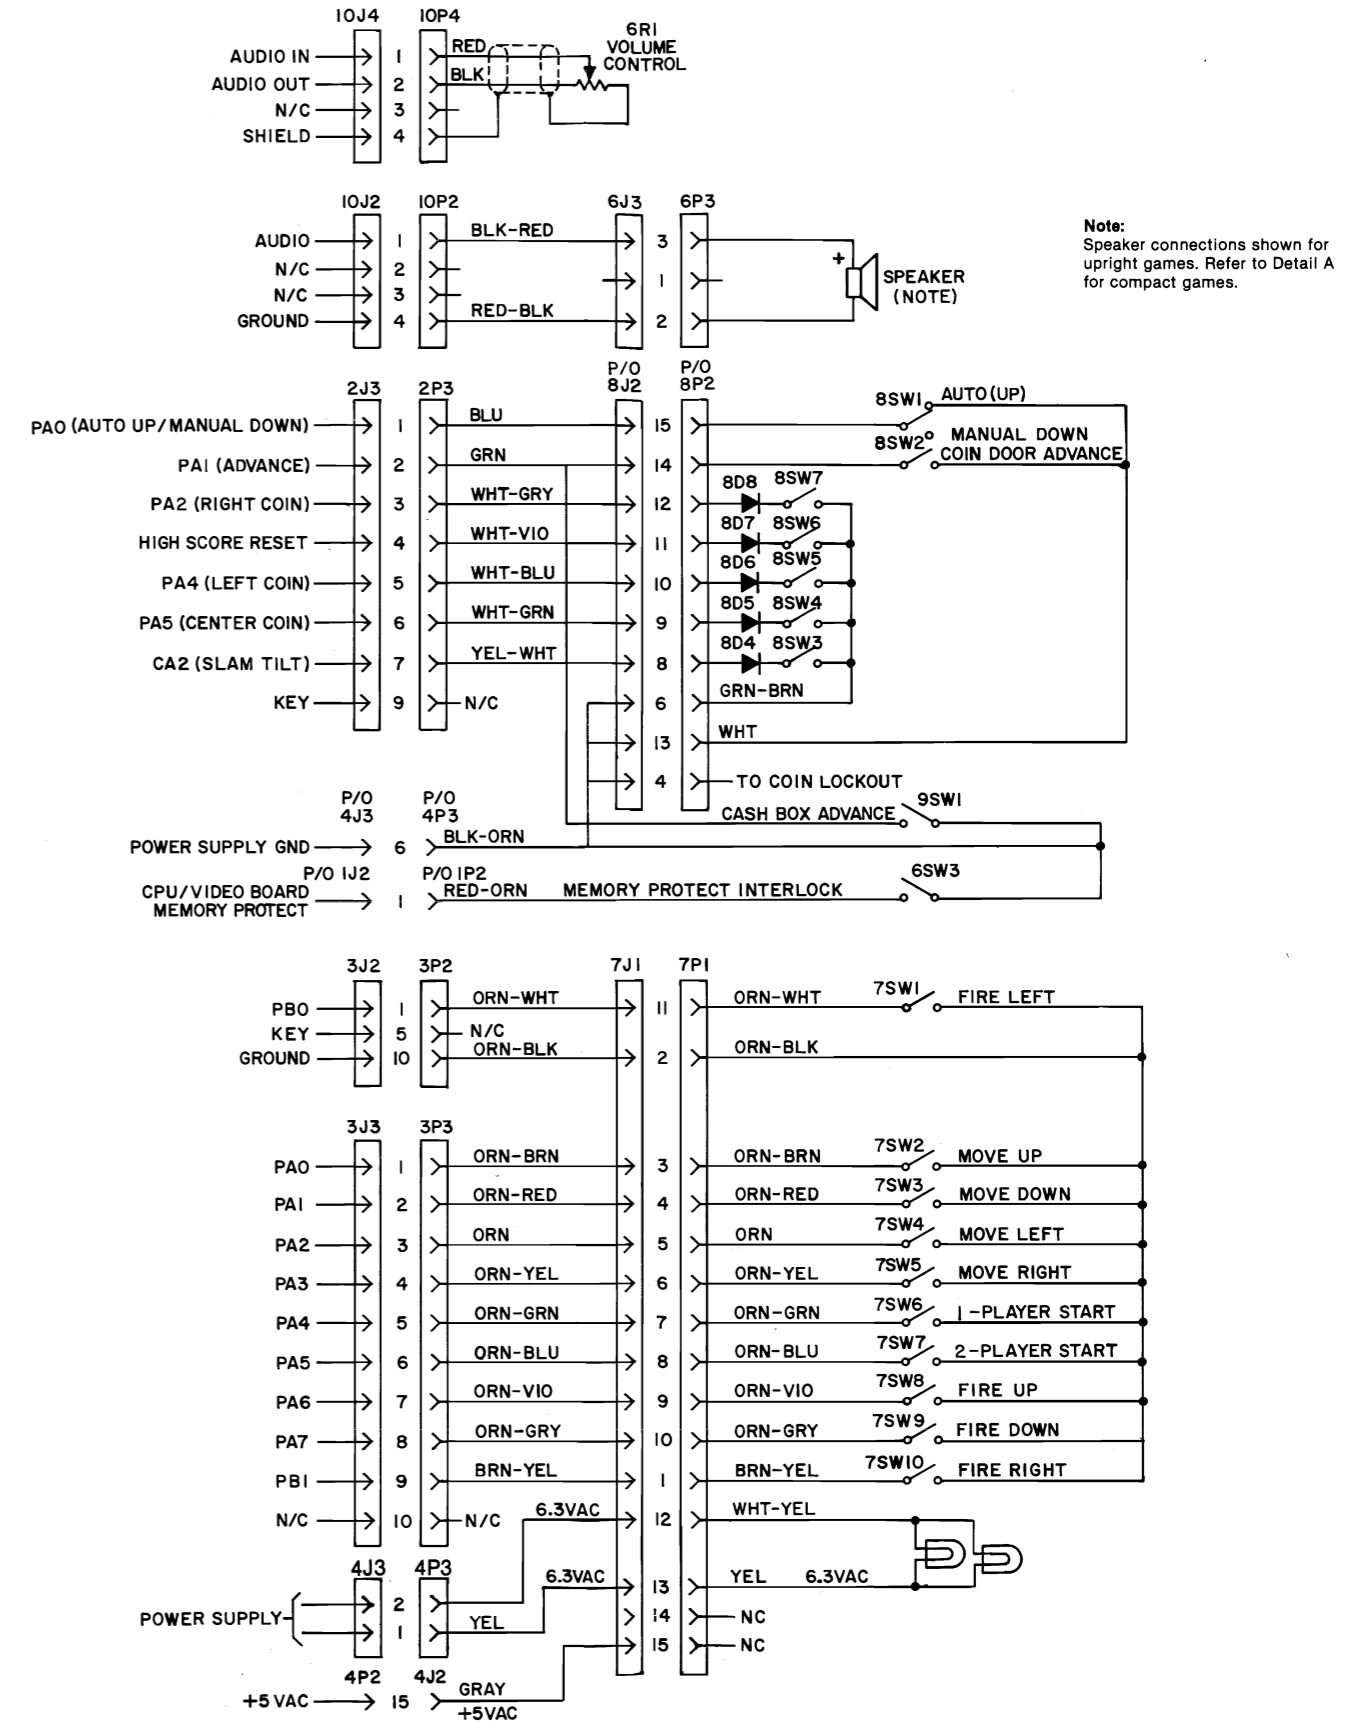 10J4 10P4
AUDIO IN 1 RED
AUDIO OUT 2 BLK
N/C 3
SHIELD 4
6R1
VOLUME
CONTROL
10J2 10P2 6J3 6P3
AUDIO 1 BLK-RED 3
N/C 2
N/C 3 1
GROUND 4 RED-BLK 2
+
SPEAKER
(NOTE)
Note:
Speaker connections shown for
upright games. Refer to Detail A
for compact games.
P/O P/O
2J3 2P3 8J2 8P2
PA0 (AUTO UP/MANUAL DOWN) 1 BLU 15 8SW1 AUTO (UP)
MANUAL DOWN
PA1 (ADVANCE) 2 GRN 14 8SW2 COIN DOOR ADVANCE
PA2 (RIGHT COIN) 3 WHT-GRY 12 8D8 8SW7
HIGH SCORE RESET 4 WHT-VIO 11 8D7 8SW6
PA4 (LEFT COIN) 5 WHT-BLU 10 8D6 8SW5
PA5 (CENTER COIN) 6 WHT-GRN 9 8D5 8SW4
CA2 (SLAM TILT) 7 YEL-WHT 8 8D4 8SW3
KEY 9 N/C 6 GRN-BRN
13 WHT
4 TO COIN LOCKOUT
P/O P/O
4J3 4P3
CASH BOX ADVANCE 9SW1
POWER SUPPLY GND 6 BLK-ORN
P/O 1J2 P/O 1P2
CPU/VIDEO BOARD
MEMORY PROTECT 1 RED-ORN MEMORY PROTECT INTERLOCK 6SW3
3J2 3P2 7J1 7P1
PB0 1 ORN-WHT 11 ORN-WHT 7SW1 FIRE LEFT
KEY 5 N/C
GROUND 10 ORN-BLK 2 ORN-BLK
3J3 3P3
PA0 1 ORN-BRN 3 ORN-BRN 7SW2 MOVE UP
PA1 2 ORN-RED 4 ORN-RED 7SW3 MOVE DOWN
PA2 3 ORN 5 ORN 7SW4 MOVE LEFT
PA3 4 ORN-YEL 6 ORN-YEL 7SW5 MOVE RIGHT
PA4 5 ORN-GRN 7 ORN-GRN 7SW6 1-PLAYER START
PA5 6 ORN-BLU 8 ORN-BLU 7SW7 2-PLAYER START
PA6 7 ORN-VIO 9 ORN-VIO 7SW8 FIRE UP
PA7 8 ORN-GRY 10 ORN-GRY 7SW9 FIRE DOWN
PB1 9 BRN-YEL 1 BRN-YEL 7SW10 FIRE RIGHT
N/C 10 N/C 6.3VAC 12 WHT-YEL
4J3 4P3
6.3VAC 13 YEL 6.3VAC
POWER SUPPLY 2
1 YEL
14 NC
15 NC
4P2 4J2
+5VAC 15 GRAY
+5VAC